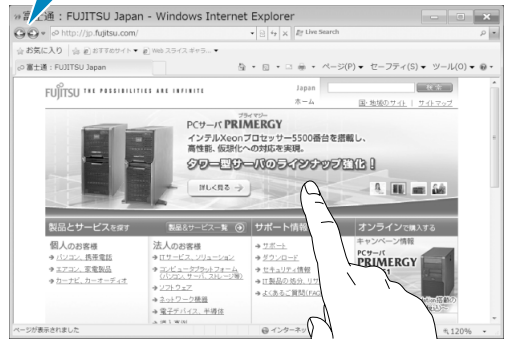 富士通 : FUJITSU Japan - Windows Internet Explorer
http://jp.fujitsu.com/
Live Search
お気に入り
おすすめサイト
Web スライス ギャラ...
富士通 : FUJITSU Japan
ページ(P) セーフティ(S) ツール(O)
FUJITSU THE POSSIBILITIES ARE INFINITE
Japan
検索
ホーム
国・地域のサイト | サイトマップ
プライマジー
PCサーバ PRIMERGY
インテルXeonプロセッサー5500番台を搭載し、
高性能、仮想化への対応を実現。
タワー型サーバのラインナップ強化!
詳しく見る →
製品とサービスを探す
製品&サービス一覧
サポート情報
オンラインで購入する
個人のお客様
パソコン、携帯電話
エアコン、家電製品
カーナビ、カーオーディオ
法人のお客様
ITサービス、ソリューション
コンピュータプラットフォーム
(パソコン、サーバ、ストレージ等)
ソフトウェア
ネットワーク機器
電子デバイス、半導体
導入事例
サポート
ダウンロード
セキュリティ情報
IT製品の処分、リサ
よくあるご質問(FAQ
キャンペーン情報
PCサーバ
PRIMERGY
ページが表示されました
インターネッ
120%